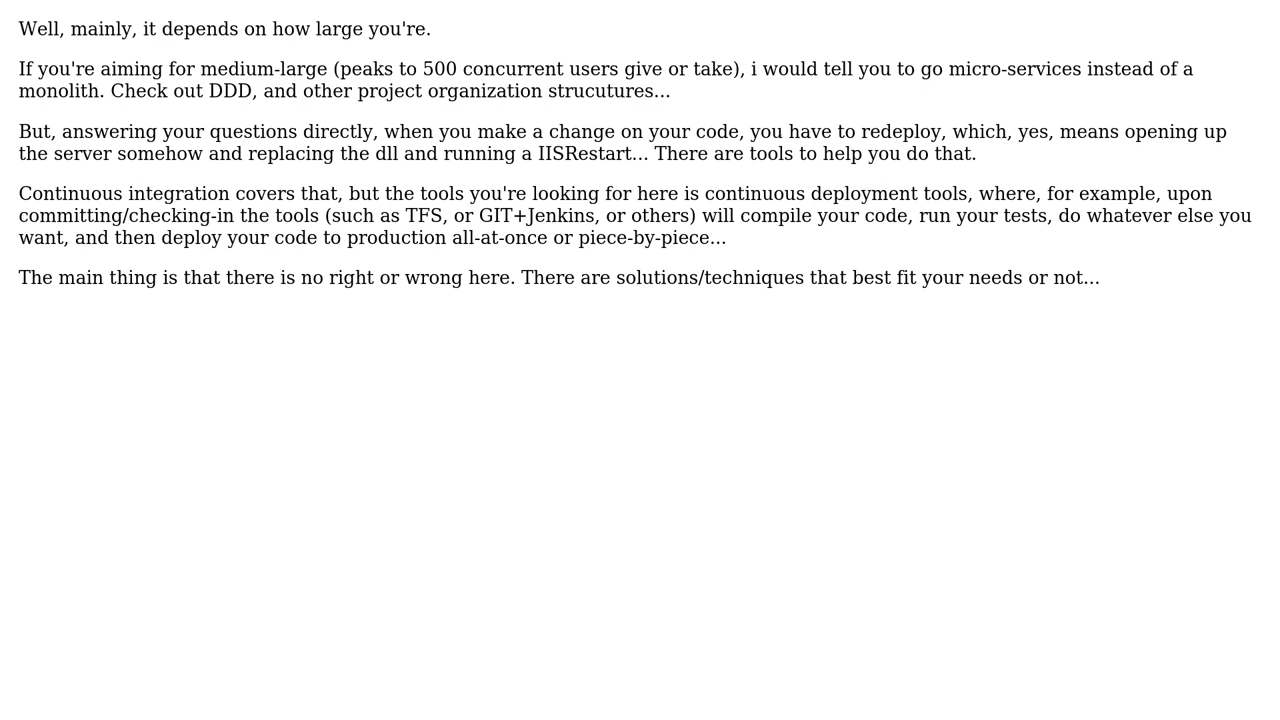 Well, mainly, it depends on how large you're.
If you're aiming for medium-large (peaks to 500 concurrent users give or take), i would tell you to go micro-services instead of a
monolith. Check out DDD, and other project organization strucutures...
But, answering your questions directly, when you make a change on your code, you have to redeploy, which, yes, means opening up
the server somehow and replacing the dll and running a IISRestart... There are tools to help you do that.
Continuous integration covers that, but the tools you're looking for here is continuous deployment tools, where, for example, upon
committing/checking-in the tools (such as TFS, or GIT+Jenkins, or others) will compile your code, run your tests, do whatever else you
want, and then deploy your code to production all-at-once or piece-by-piece...
The main thing is that there is no right or wrong here. There are solutions/techniques that best fit your needs or not...